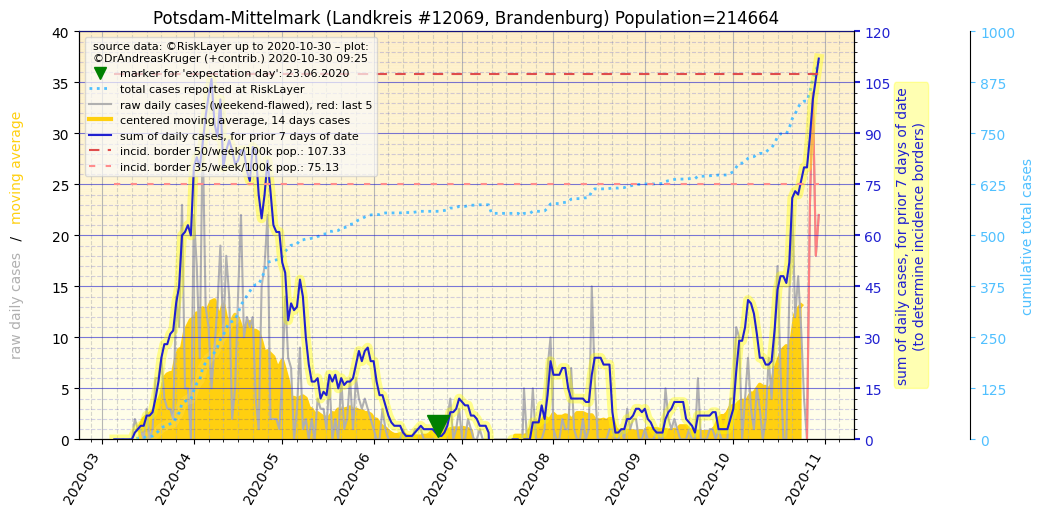 Potsdam-Mittelmark (Landkreis #12069, Brandenburg) Population=214664
source data: ©RiskLayer up to 2020-10-30 – plot:
©DrAndreasKruger (+contrib.) 2020-10-30 09:25
marker for 'expectation day': 23.06.2020
total cases reported at RiskLayer
raw daily cases (weekend-flawed), red: last 5
centered moving average, 14 days cases
sum of daily cases, for prior 7 days of date
incid. border 50/week/100k pop.: 107.33
incid. border 35/week/100k pop.: 75.13
raw daily cases / moving average
40
35
30
25
20
15
10
5
0
2020-03
2020-04
2020-05
2020-06
2020-07
2020-08
2020-09
2020-10
2020-11
120
105
90
75
60
45
30
15
0
sum of daily cases, for prior 7 days of date
(to determine incidence borders)
1000
875
750
625
500
375
250
125
0
cumulative total cases